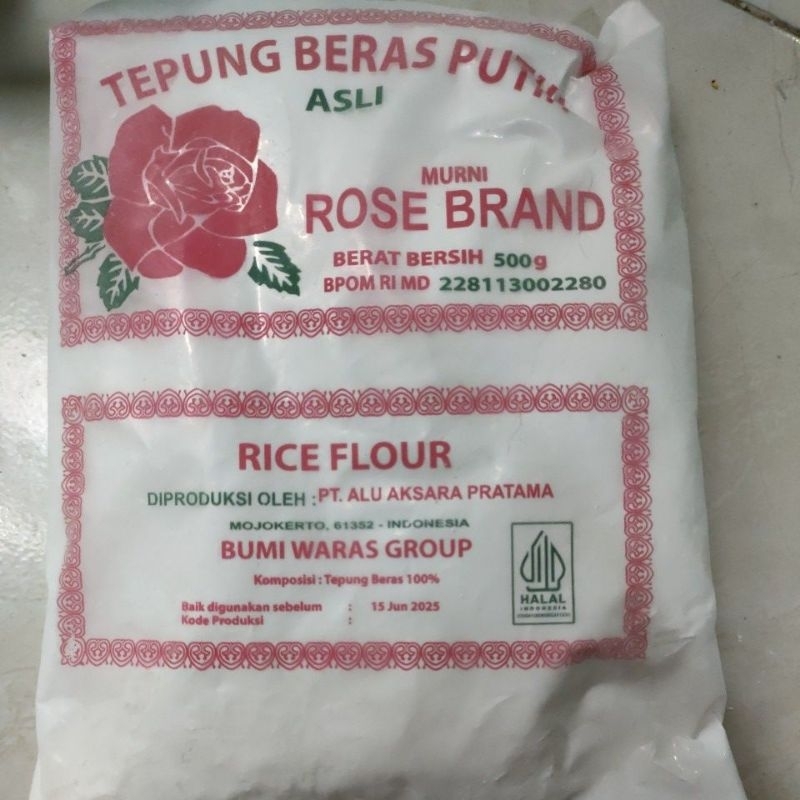 TEPUNG BERAS PUTIH
ASLI
MURNI
ROSE BRAND
BERAT BERSIH 500g
BPOM RI MD 228113002280
RICE FLOUR
DIPRODUKSI OLEH : PT. ALU AKSARA PRATAMA
MOJOKERTO, 61352 - INDONESIA
BUMI WARAS GROUP
Komposisi : Tepung Beras 100%
Baik digunakan sebelum : 15 Jun 2025
Kode Produksi :
HALAL
INDONESIA